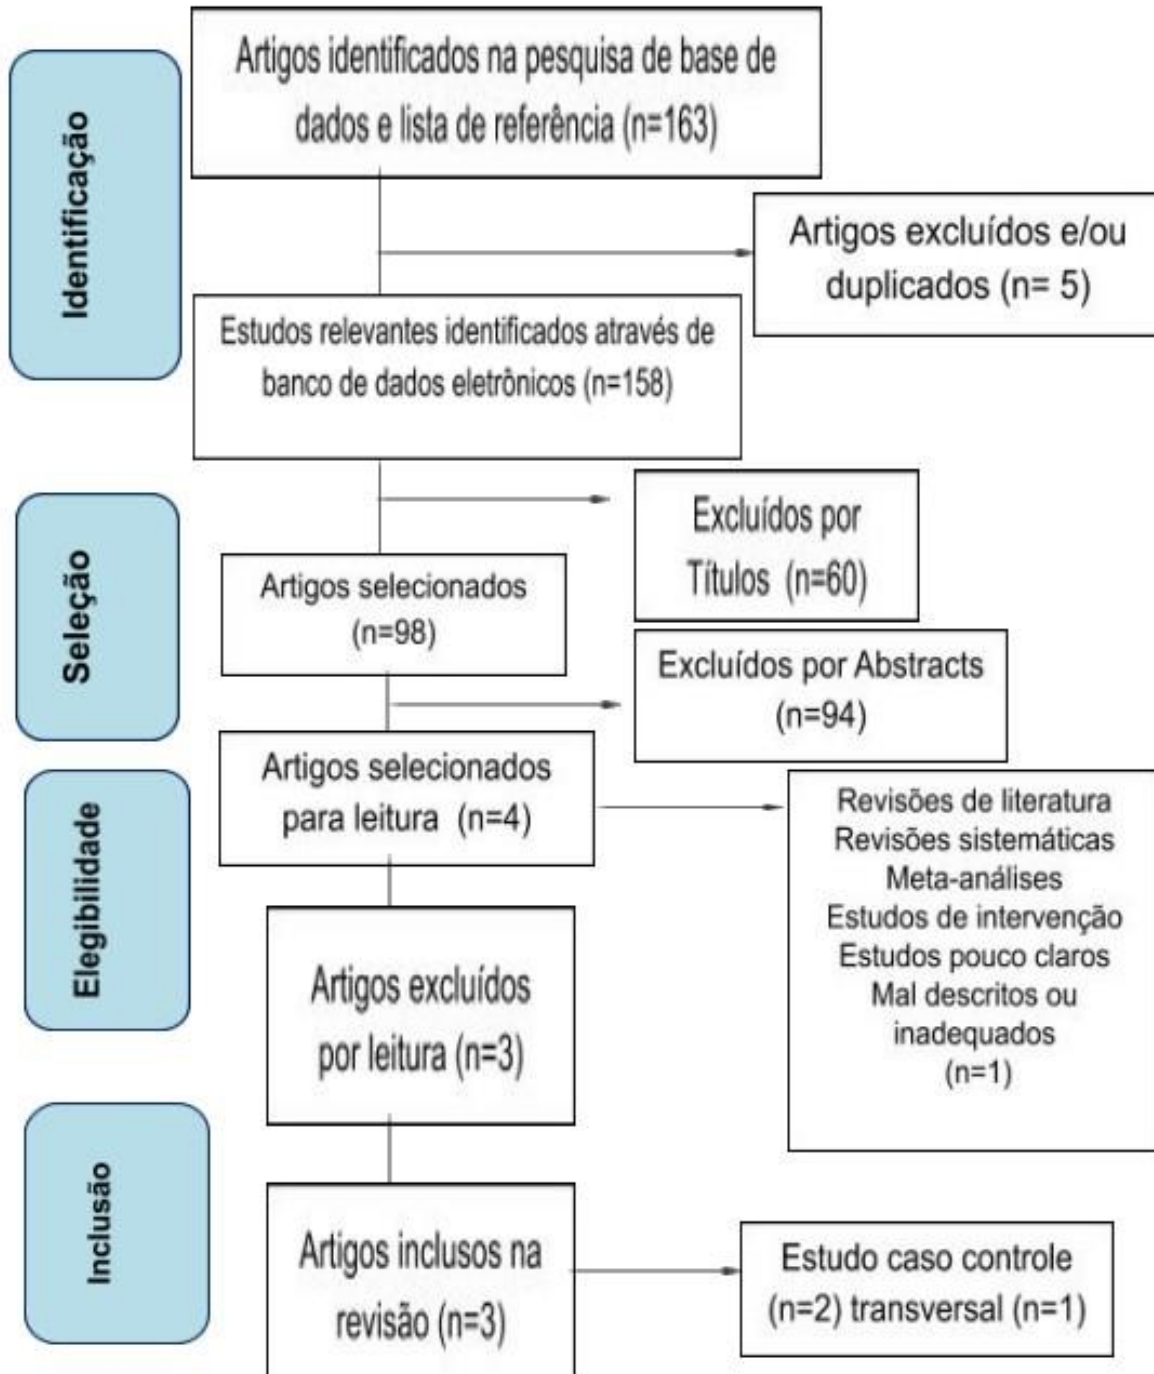 Identificação
Artigos identificados na pesquisa de base de
dados e lista de referência (n=163)
Artigos excluídos e/ou
duplicados (n= 5)
Estudos relevantes identificados através de
banco de dados eletrônicos (n=158)
Seleção
Excluídos por
Títulos (n=60)
Artigos selecionados
(n=98)
Excluídos por Abstracts
(n=94)
Elegibilidade
Artigos selecionados
para leitura (n=4)
Revisões de literatura
Revisões sistemáticas
Meta-análises
Estudos de intervenção
Estudos pouco claros
Mal descritos ou
inadequados
(n=1)
Artigos excluídos
por leitura (n=3)
Inclusão
Artigos inclusos na
revisão (n=3)
Estudo caso controle
(n=2) transversal (n=1)